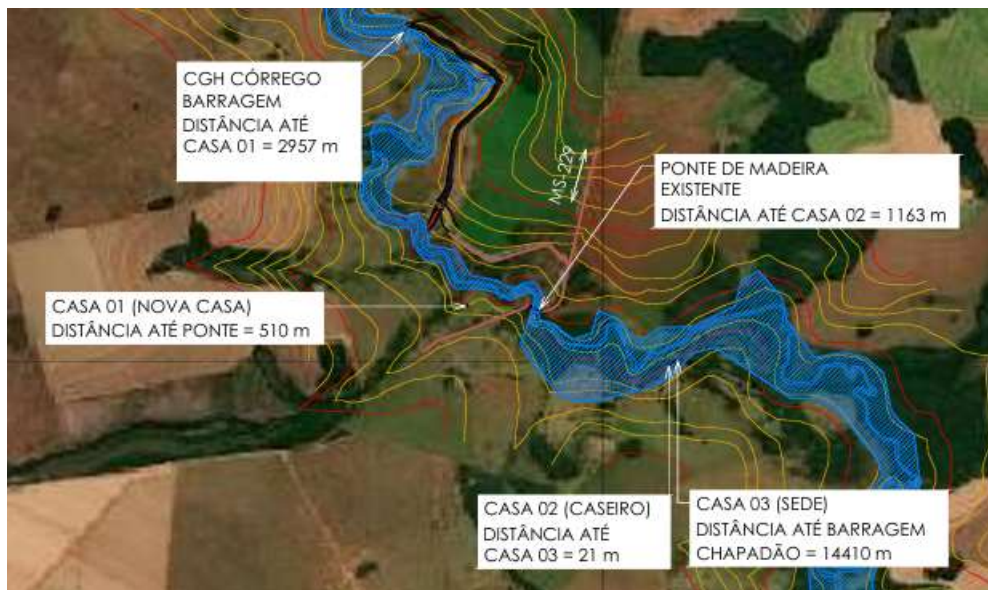 CGH CÓRREGO
BARRAGEM
DISTÂNCIA ATÉ
CASA 01 = 2957 m
MS-229
PONTE DE MADEIRA
EXISTENTE
DISTÂNCIA ATÉ CASA 02 = 1163 m
CASA 01 (NOVA CASA)
DISTÂNCIA ATÉ PONTE = 510 m
CASA 02 (CASEIRO)
DISTÂNCIA ATÉ
CASA 03 = 21 m
CASA 03 (SEDE)
DISTÂNCIA ATÉ BARRAGEM
CHAPADÃO = 14410 m